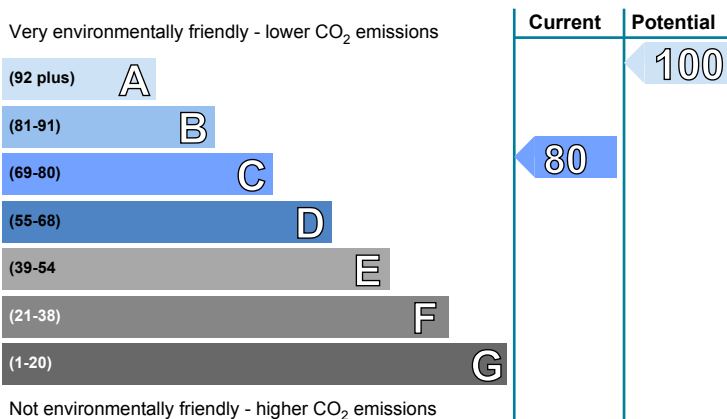 Current Potential
Very environmentally friendly - lower CO2 emissions
100
(92 plus) A
(81-91) B
80
(69-80) C
(55-68) D
(39-54 E
(21-38) F
(1-20) G
Not environmentally friendly - higher CO2 emissions